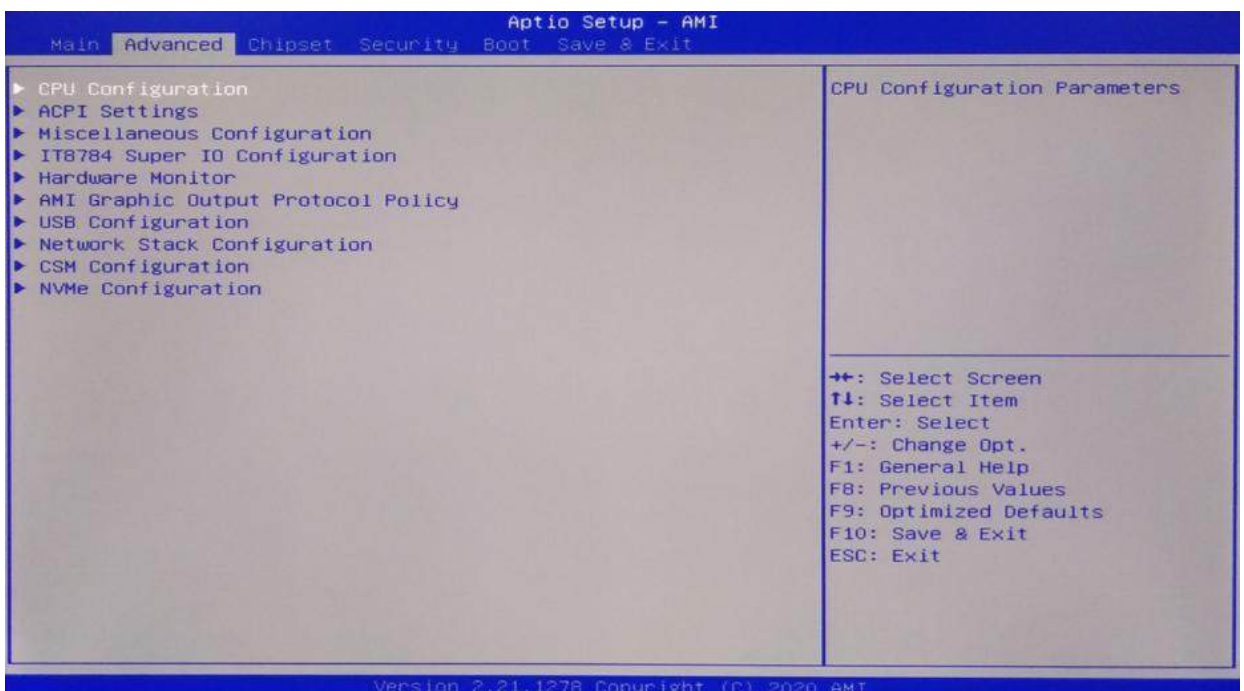 Aptio Setup – AMI
Main Advanced Chipset Security Boot Save & Exit
▶ CPU Configuration
▶ ACPI Settings
▶ Miscellaneous Configuration
▶ IT8784 Super IO Configuration
▶ Hardware Monitor
▶ AMI Graphic Output Protocol Policy
▶ USB Configuration
▶ Network Stack Configuration
▶ CSM Configuration
▶ NVMe Configuration
CPU Configuration Parameters
→←: Select Screen
↑↓: Select Item
Enter: Select
+/-: Change Opt.
F1: General Help
F8: Previous Values
F9: Optimized Defaults
F10: Save & Exit
ESC: Exit
Version 2.21.1278 Copyright (C) 2020 AMI